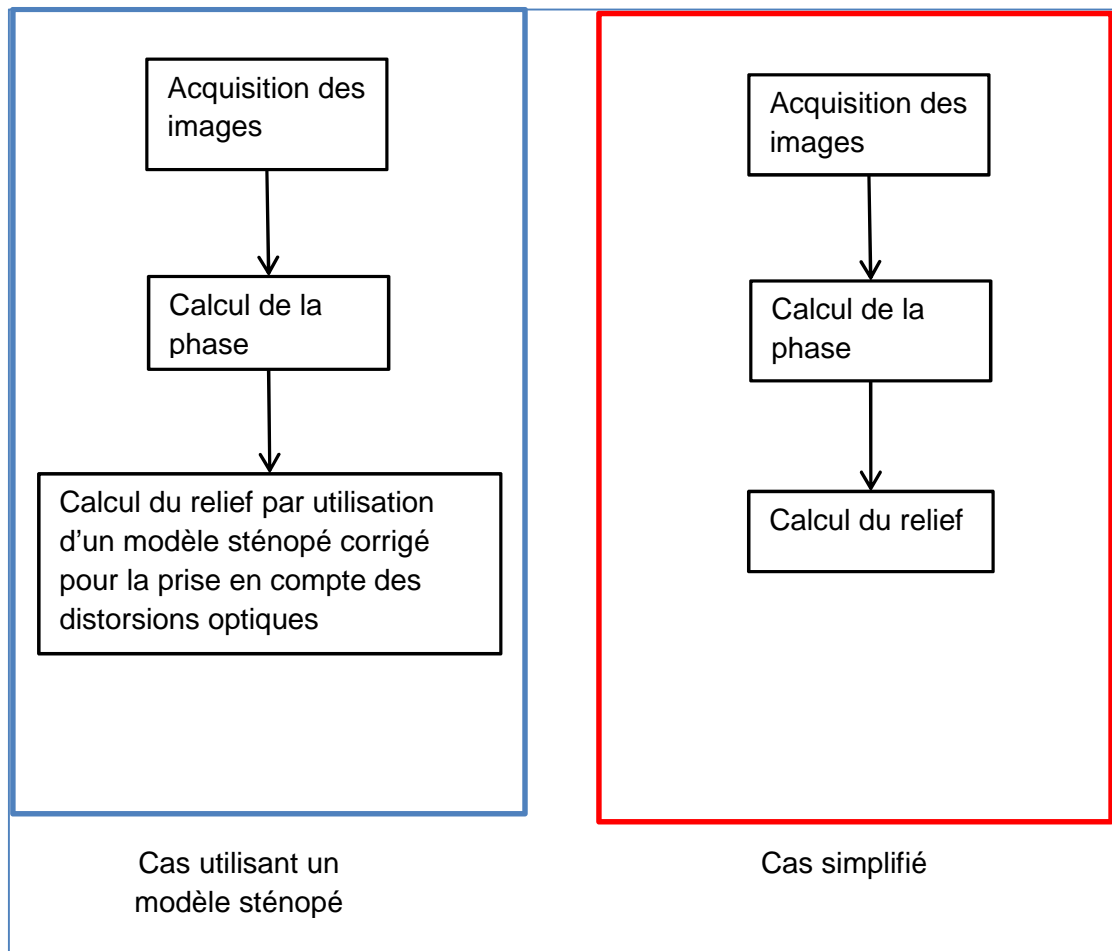 Acquisition des
images
Calcul de la
phase
Calcul du relief par utilisation
d’un modèle sténopé corrigé
pour la prise en compte des
distorsions optiques
Cas utilisant un
modèle sténopé
Acquisition des
images
Calcul de la
phase
Calcul du relief
Cas simplifié